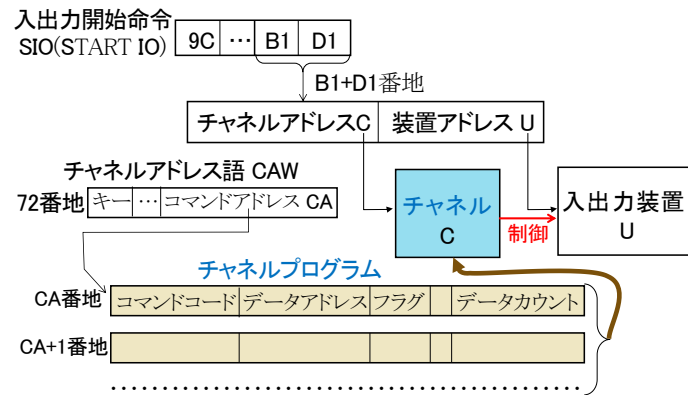 入出力開始命令
SIO(START IO) 9C … B1 D1
B1+D1番地
チャネルアドレスC 装置アドレス U
チャネルアドレス語 CAW
72番地 キー … コマンドアドレス CA
チャネル
C
制御
入出力装置
U
チャネルプログラム
CA番地 コマンドコード データアドレス フラグ データカウント
CA+1番地